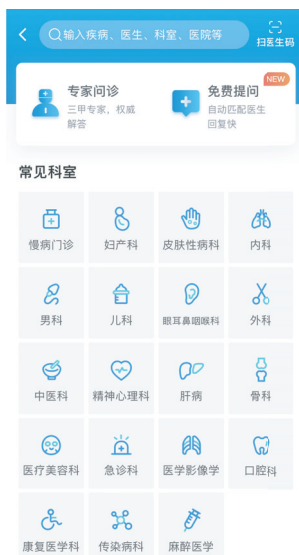 输入疾病、医生、科室、医院等
扫医生码
专家问诊
三甲专家，权威
解答
NEW
免费提问
自动匹配医生
回复快
常见科室
慢病门诊
妇产科
皮肤性病科
内科
男科
儿科
眼耳鼻咽喉科
外科
中医科
精神心理科
肝病
骨科
医疗美容科
急诊科
医学影像学
口腔科
康复医学科
传染病科
麻醉医学